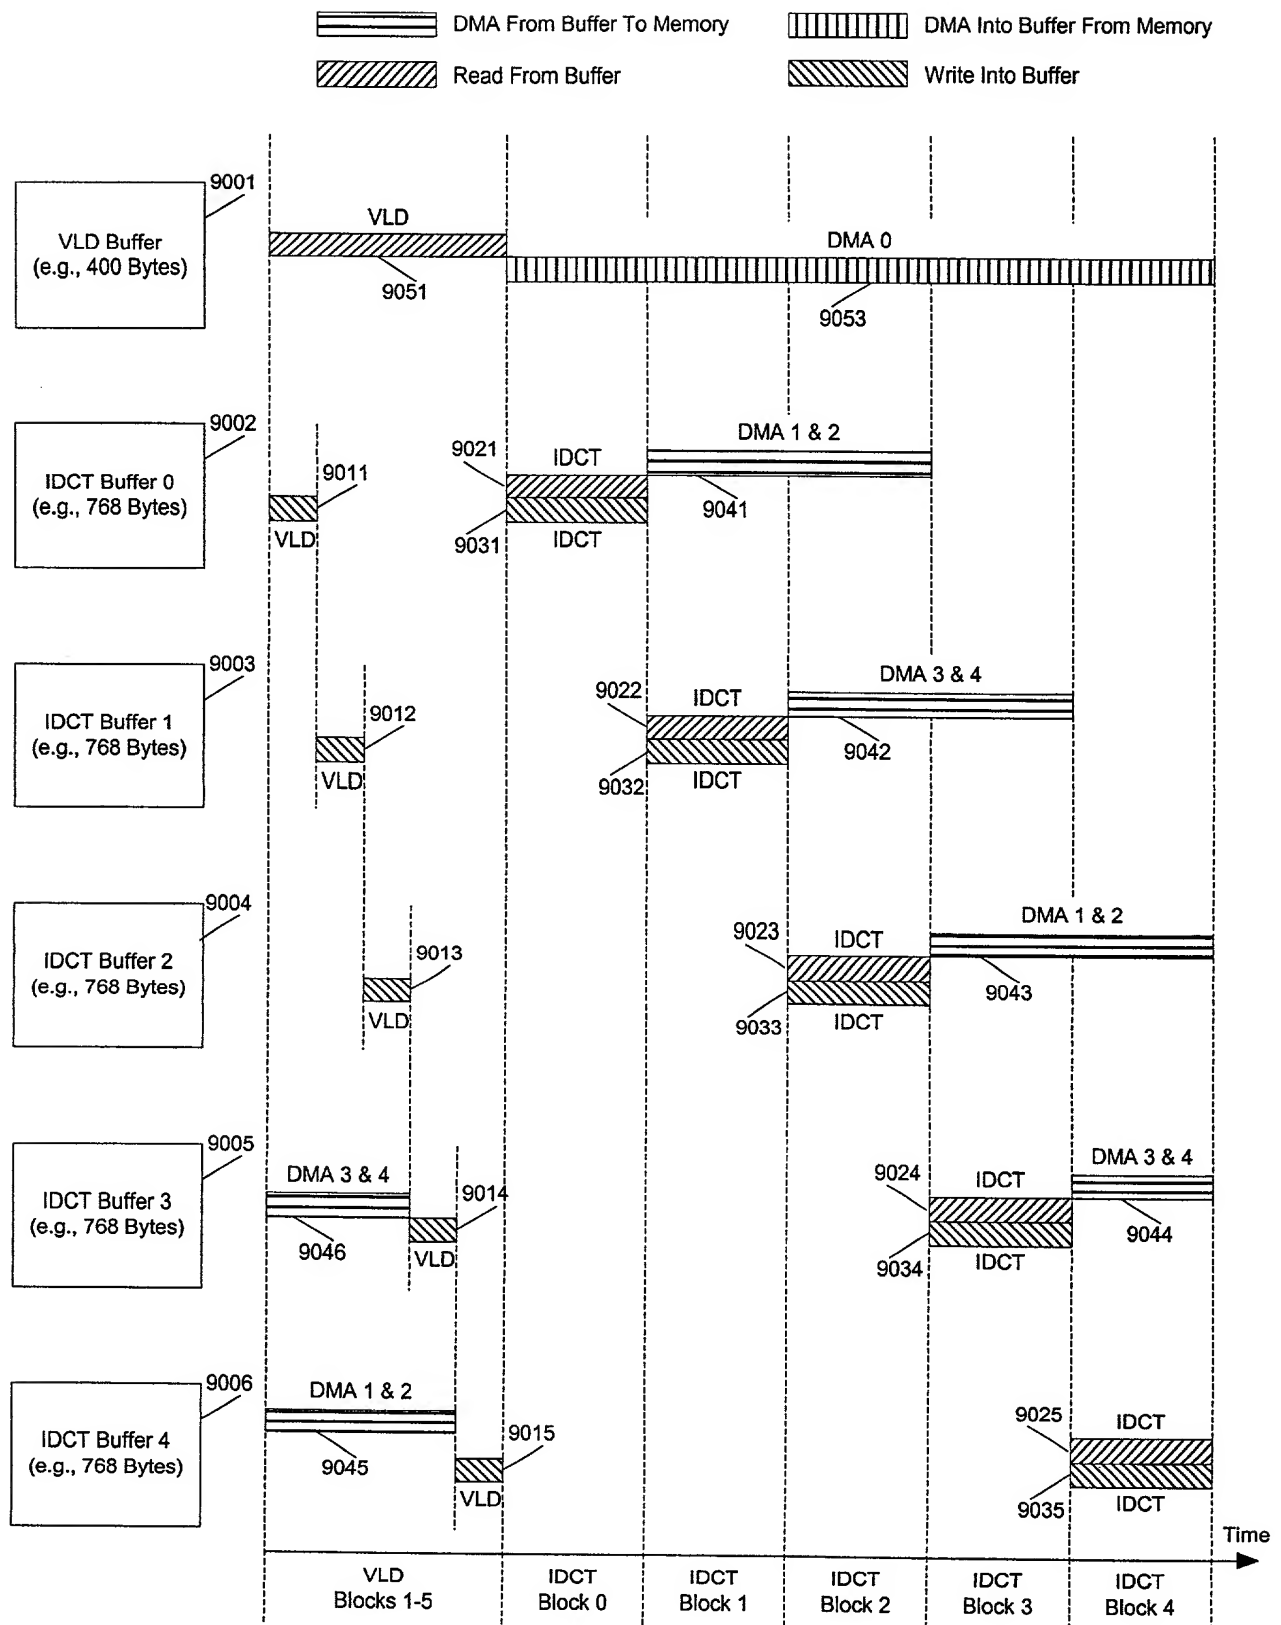 DMA From Buffer To Memory
DMA Into Buffer From Memory
Read From Buffer
Write Into Buffer
9001
VLD Buffer
(e.g., 400 Bytes)
VLD
9051
DMA 0
9053
9002
IDCT Buffer 0
(e.g., 768 Bytes)
9011
VLD
9021
IDCT
9031
IDCT
DMA 1 & 2
9041
9003
IDCT Buffer 1
(e.g., 768 Bytes)
9012
VLD
9022
IDCT
9032
IDCT
DMA 3 & 4
9042
9004
IDCT Buffer 2
(e.g., 768 Bytes)
9013
VLD
9023
IDCT
9033
IDCT
DMA 1 & 2
9043
9005
IDCT Buffer 3
(e.g., 768 Bytes)
DMA 3 & 4
9046
9014
VLD
9024
IDCT
9034
IDCT
DMA 3 & 4
9044
9006
IDCT Buffer 4
(e.g., 768 Bytes)
DMA 1 & 2
9045
9015
VLD
9025
IDCT
9035
IDCT
Time
VLD
Blocks 1-5
IDCT
Block 0
IDCT
Block 1
IDCT
Block 2
IDCT
Block 3
IDCT
Block 4